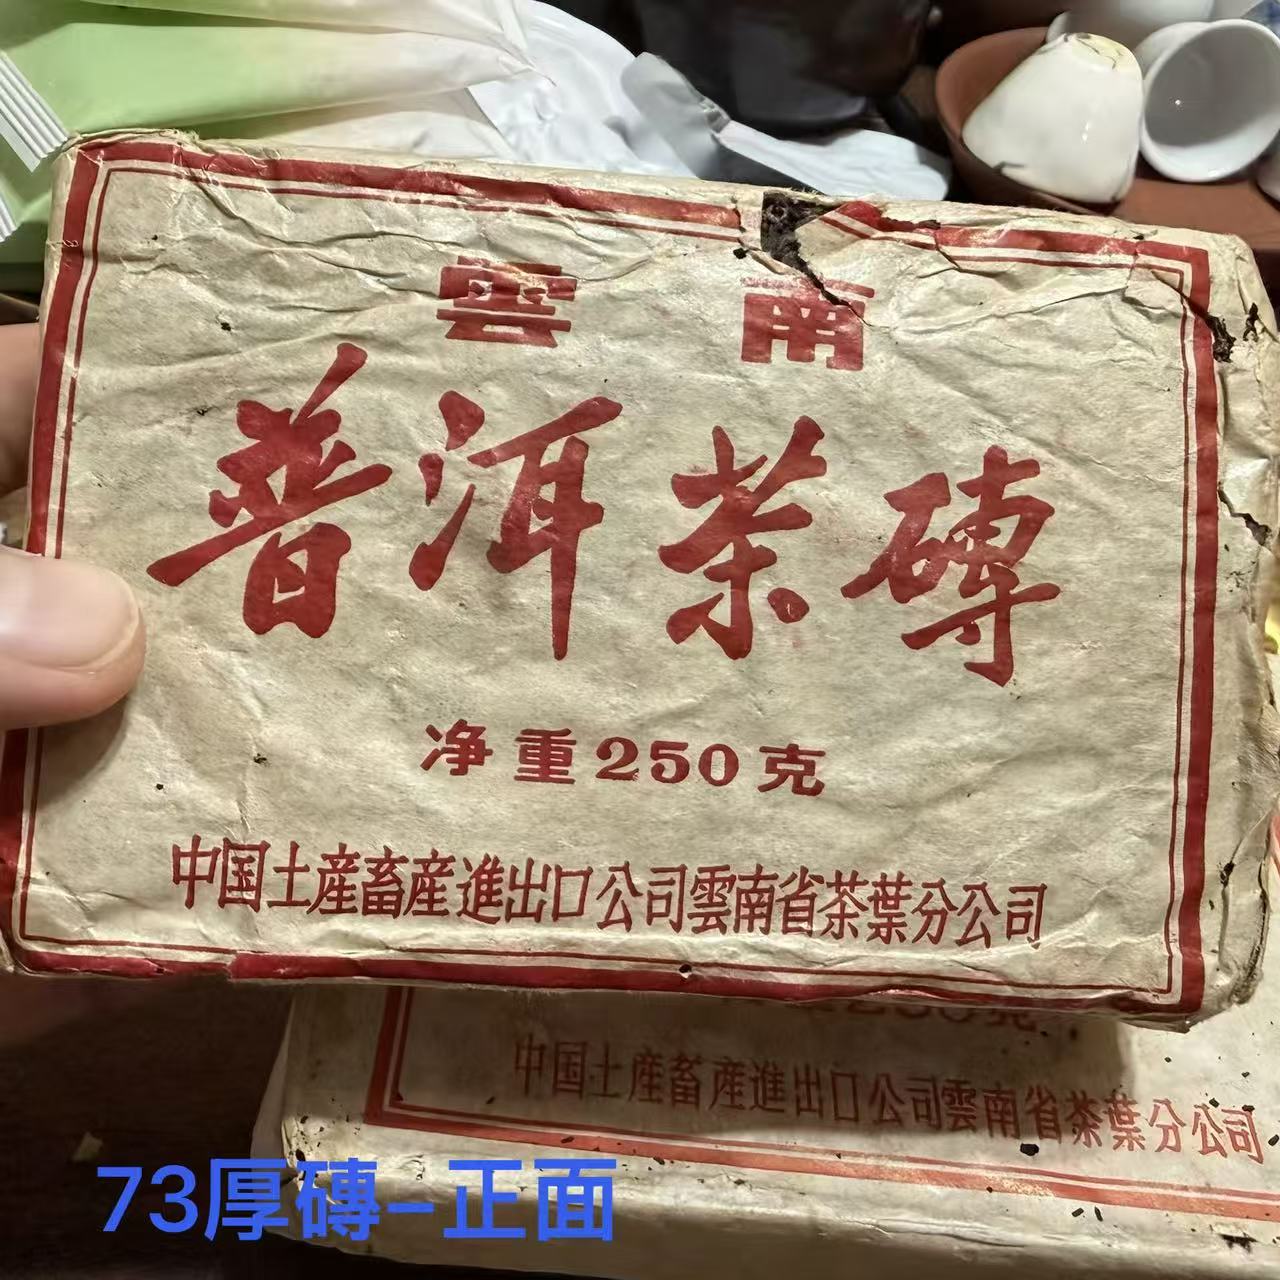 雲南
普洱茶磚
净重250克
中国土産畜産進出口公司雲南省茶葉分公司
中国土産畜産進出口公司雲南省茶葉分公司
73厚磚-正面